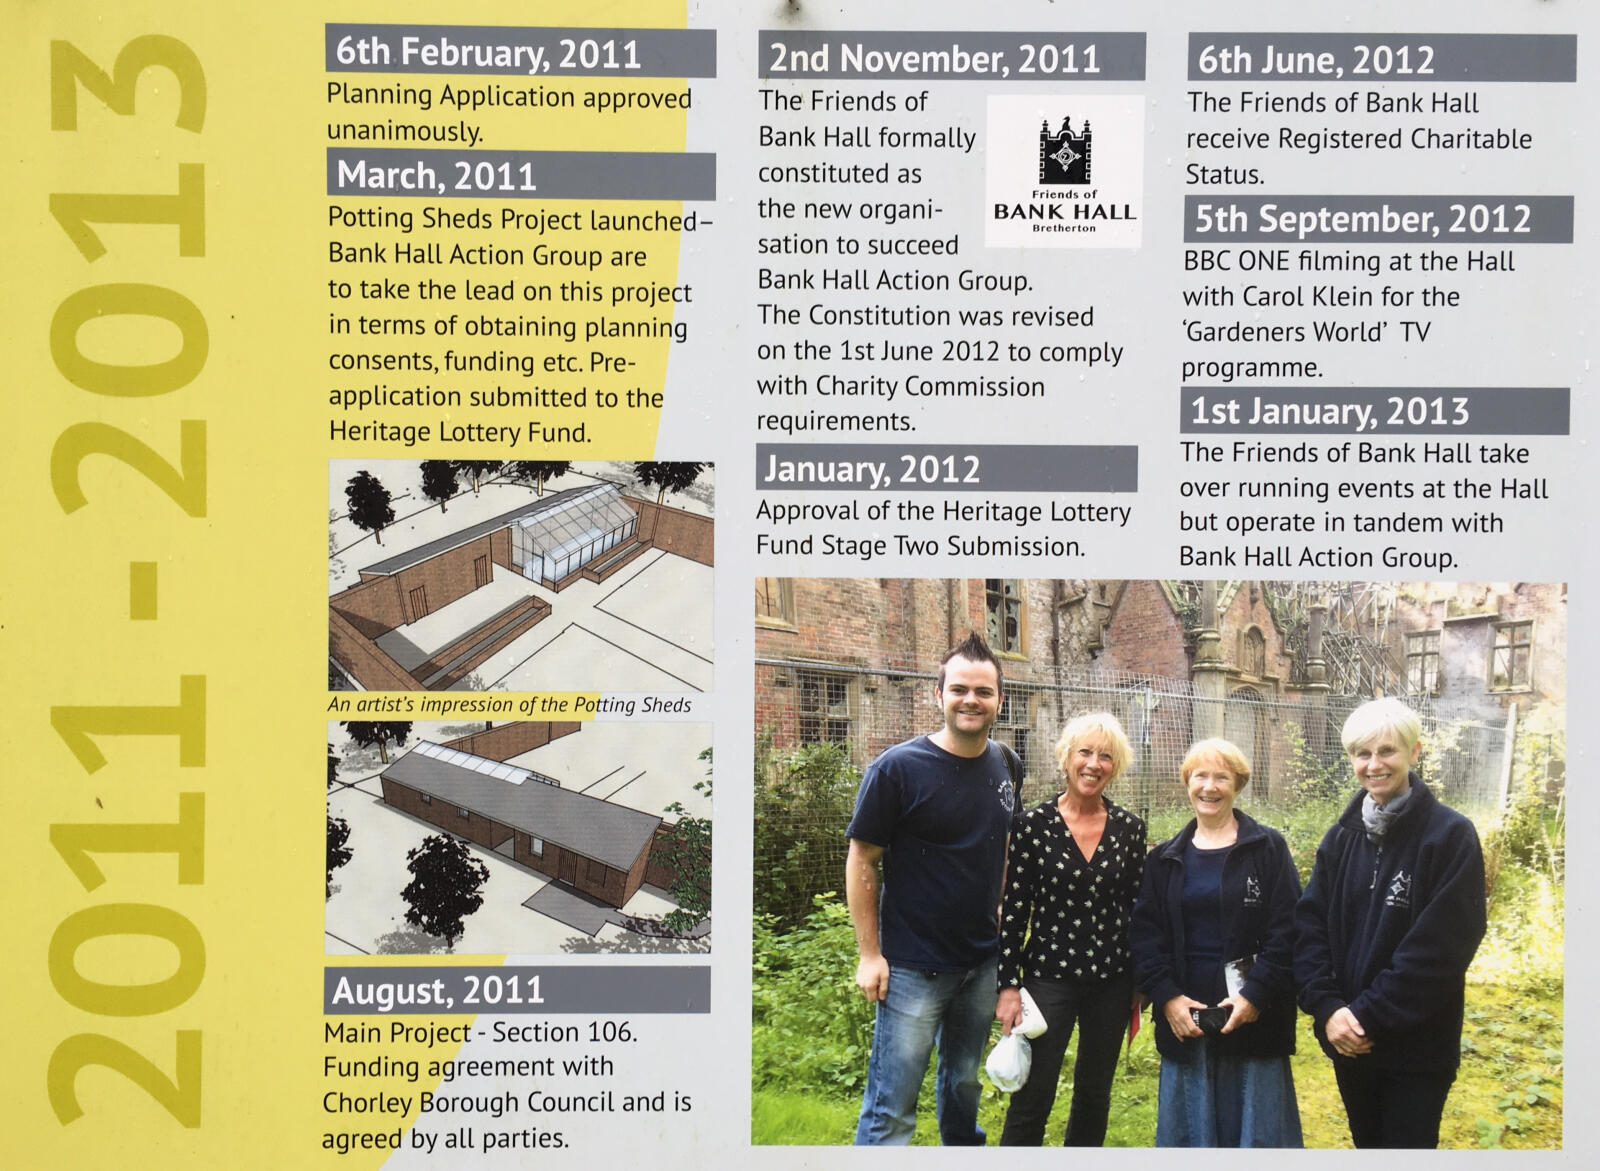 2011 - 2013
6th February, 2011
Planning Application approved
unanimously.
March, 2011
Potting Sheds Project launched–
Bank Hall Action Group are
to take the lead on this project
in terms of obtaining planning
consents, funding etc. Pre-
application submitted to the
Heritage Lottery Fund.
An artist's impression of the Potting Sheds
August, 2011
Main Project - Section 106.
Funding agreement with
Chorley Borough Council and is
agreed by all parties.
2nd November, 2011
The Friends of
Bank Hall formally
constituted as
the new organi-
sation to succeed
Bank Hall Action Group.
The Constitution was revised
on the 1st June 2012 to comply
with Charity Commission
requirements.
Friends of
BANK HALL
Bretherton
January, 2012
Approval of the Heritage Lottery
Fund Stage Two Submission.
6th June, 2012
The Friends of Bank Hall
receive Registered Charitable
Status.
5th September, 2012
BBC ONE filming at the Hall
with Carol Klein for the
‘Gardeners World’ TV
programme.
1st January, 2013
The Friends of Bank Hall take
over running events at the Hall
but operate in tandem with
Bank Hall Action Group.